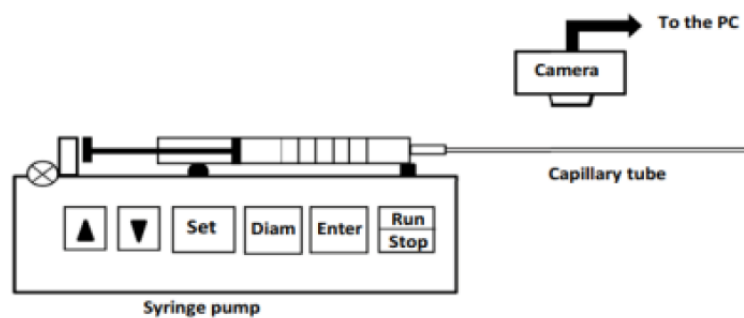 To the PC
Camera
Capillary tube
Set
Diam
Enter
Run
Stop
Syringe pump